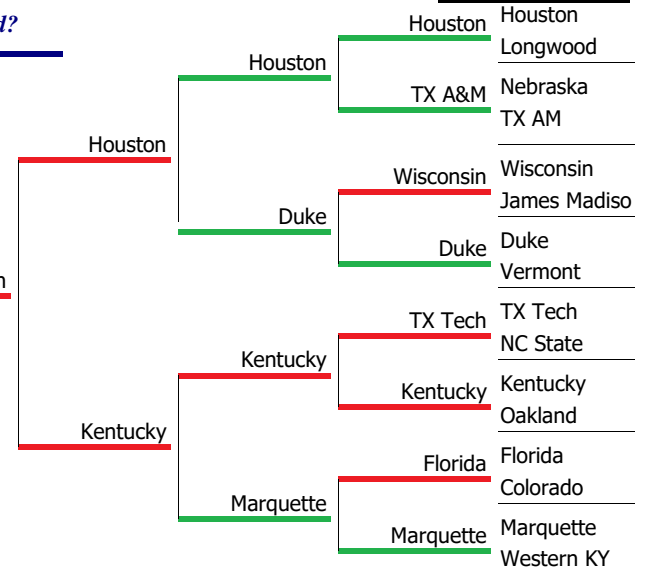 d?
Houston
Houston
Houston
Longwood
TX A&M
Nebraska
TX AM
Houston
Wisconsin
Wisconsin
James Madiso
Duke
Duke
Duke
Vermont
n
TX Tech
TX Tech
NC State
Kentucky
Kentucky
Kentucky
Oakland
Kentucky
Florida
Florida
Colorado
Marquette
Marquette
Marquette
Western KY